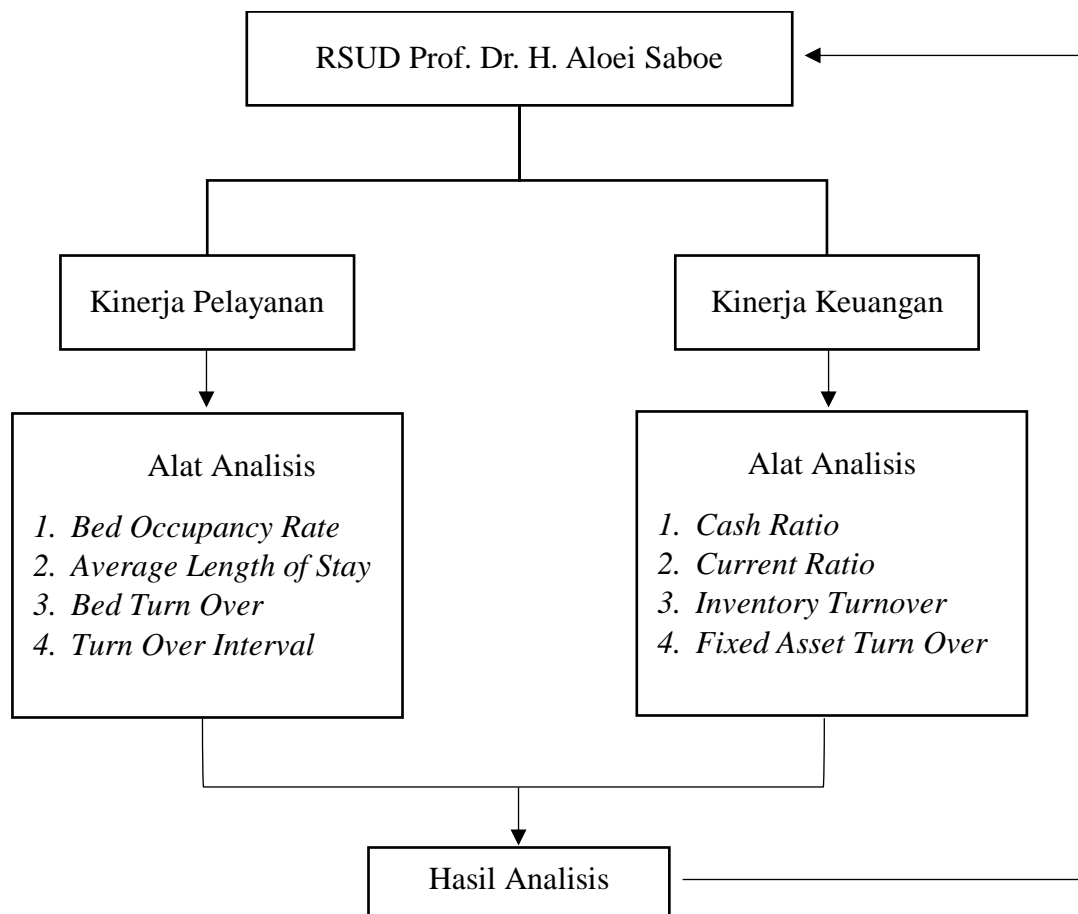 RSUD Prof. Dr. H. Aloei Saboe
Kinerja Pelayanan
Kinerja Keuangan
Alat Analisis
1. Bed Occupancy Rate
2. Average Length of Stay
3. Bed Turn Over
4. Turn Over Interval
Alat Analisis
1. Cash Ratio
2. Current Ratio
3. Inventory Turnover
4. Fixed Asset Turn Over
Hasil Analisis